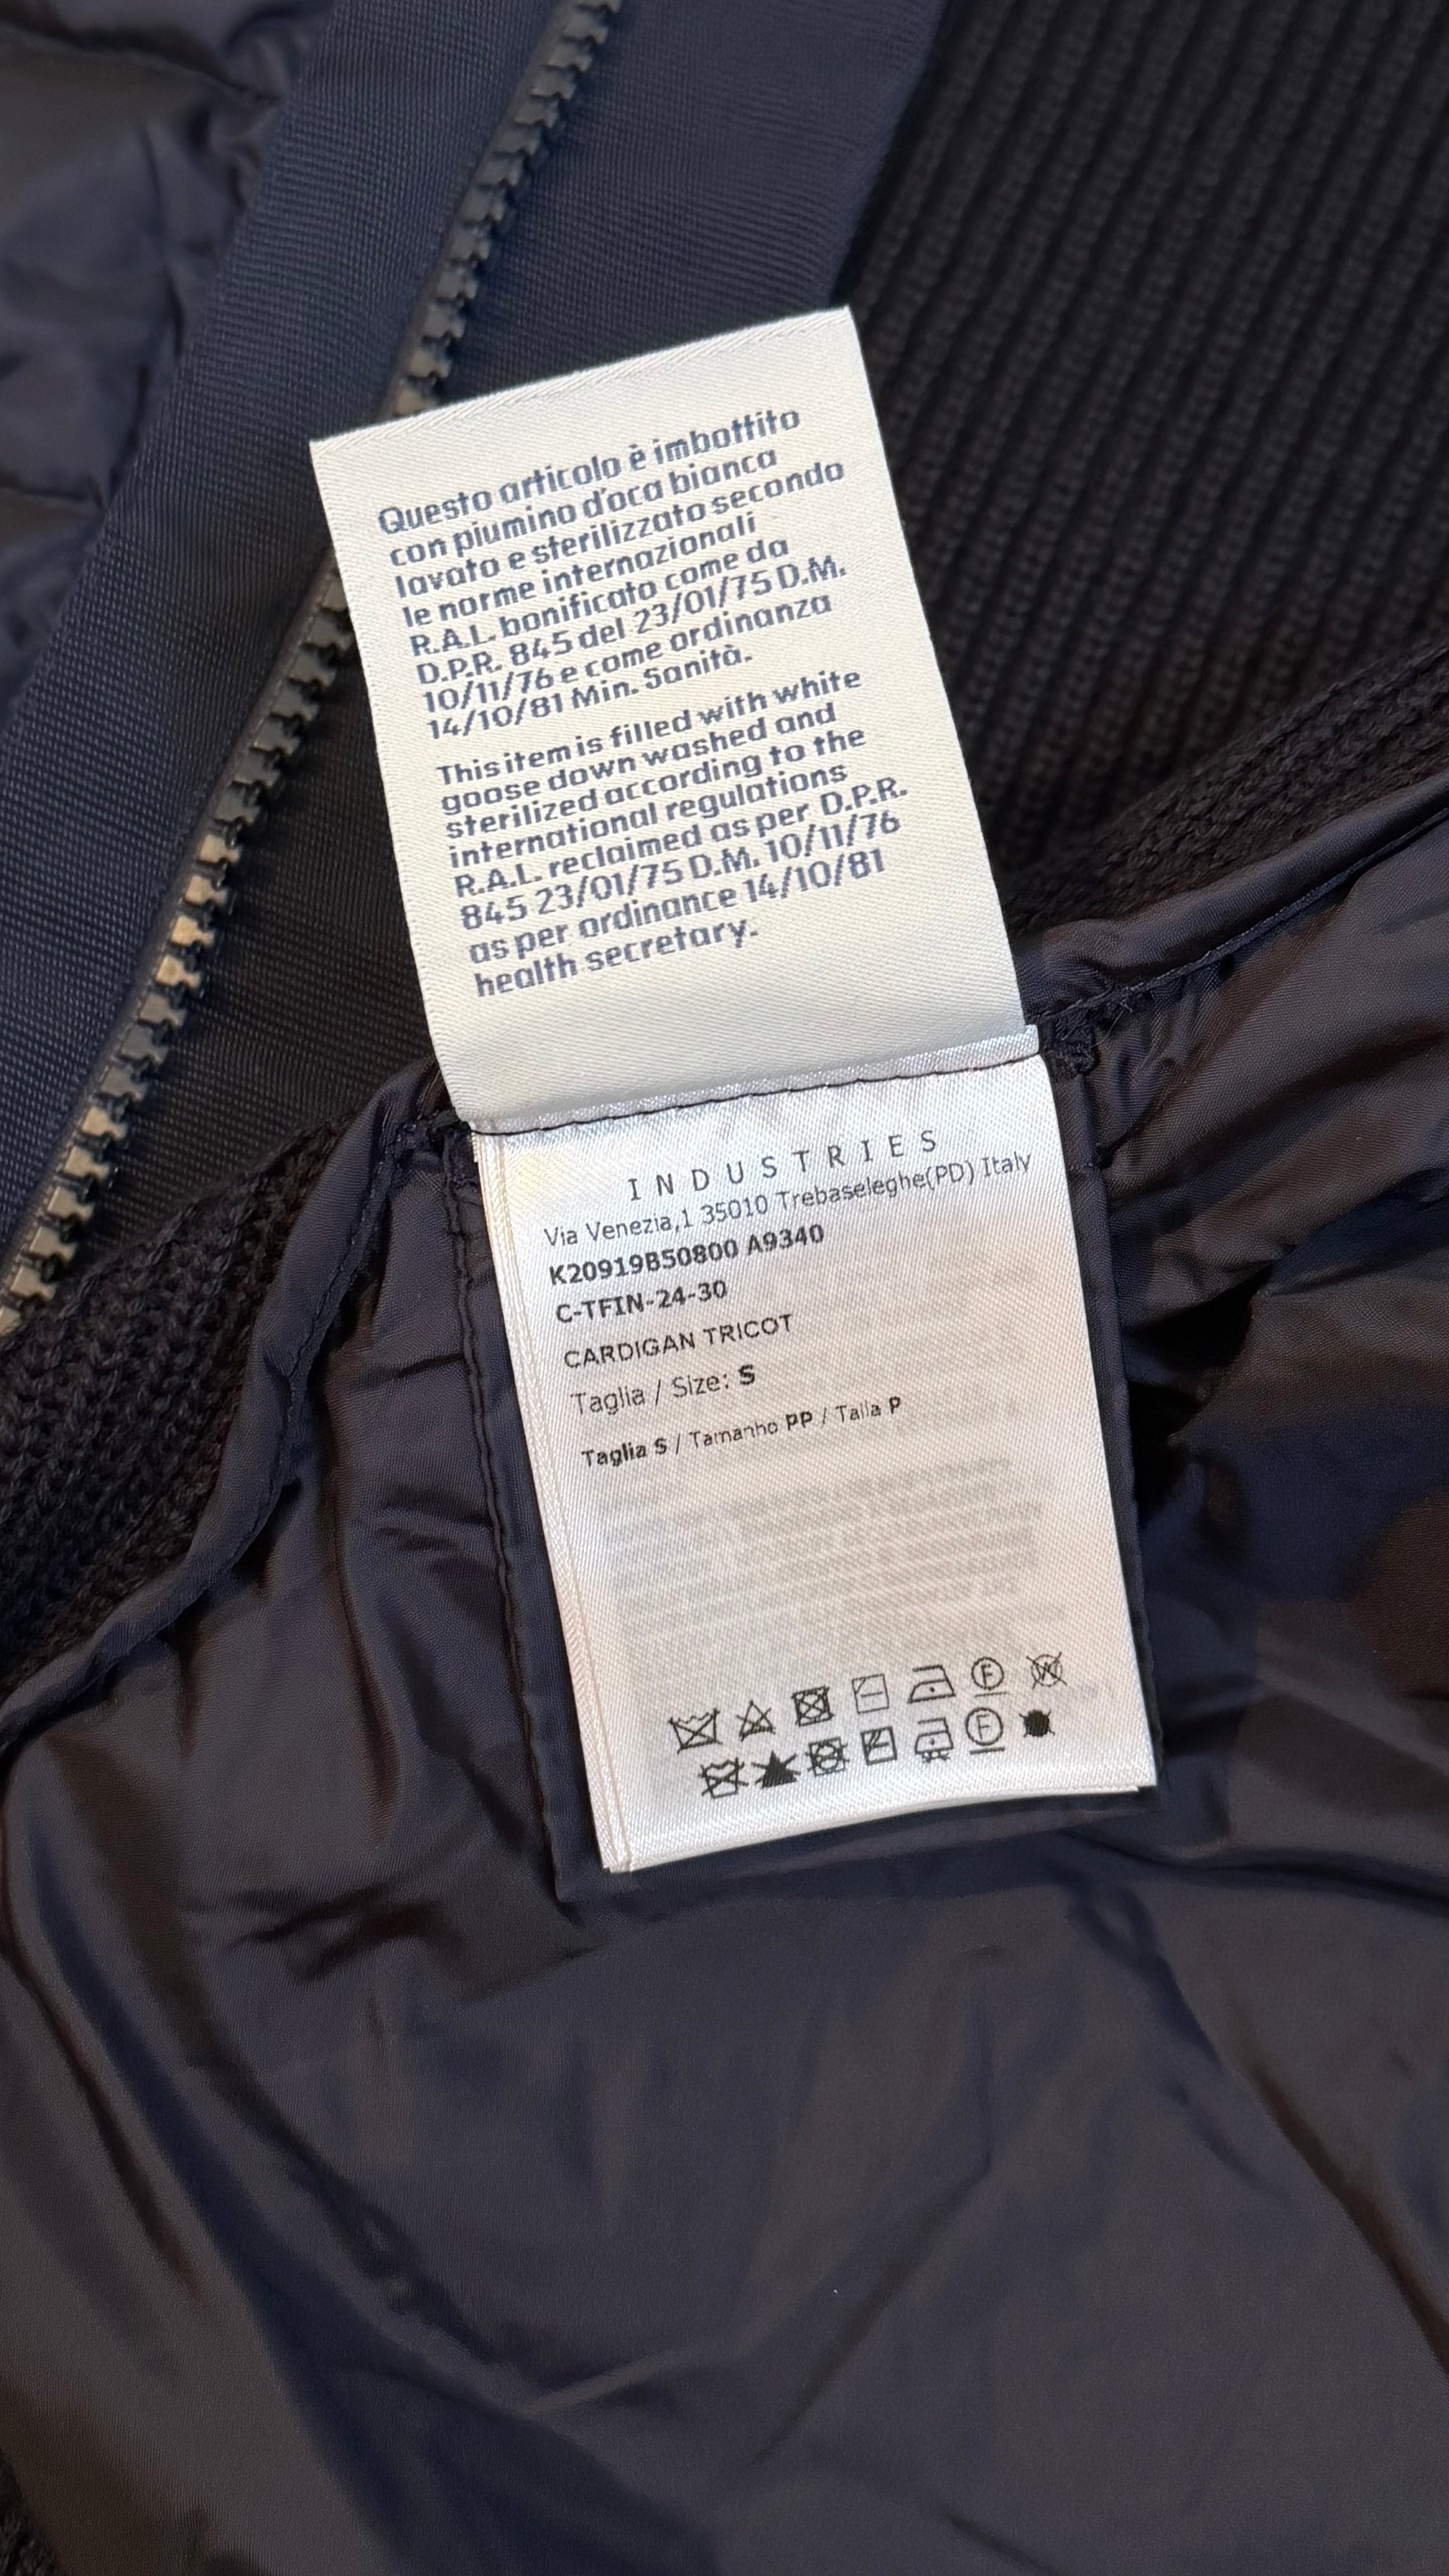 Questo articolo è imbottito
con piumino d'oca bianca
lavato e sterilizzato secondo
le norme internazionali
R.A.L. bonificato come da
D.P.R. 845 del 23/01/75 D.M.
10/11/76 e come ordinanza
14/10/81 Min. Sanità.
This item is filled with white
goose down washed and
sterilized according to the
international regulations
R.A.L. reclaimed as per D.P.R.
845 23/01/75 D.M. 10/11/76
as per ordinance 14/10/81
health secretary.
INDUSTRIES
Via Venezia,1 35010 Trebaseleghe(PD) Italy
K20919B50800 A9340
C-TFIN-24-30
CARDIGAN TRICOT
Taglia / Size: S
Taglia S / Tamanho PP / Talla P
F W
F